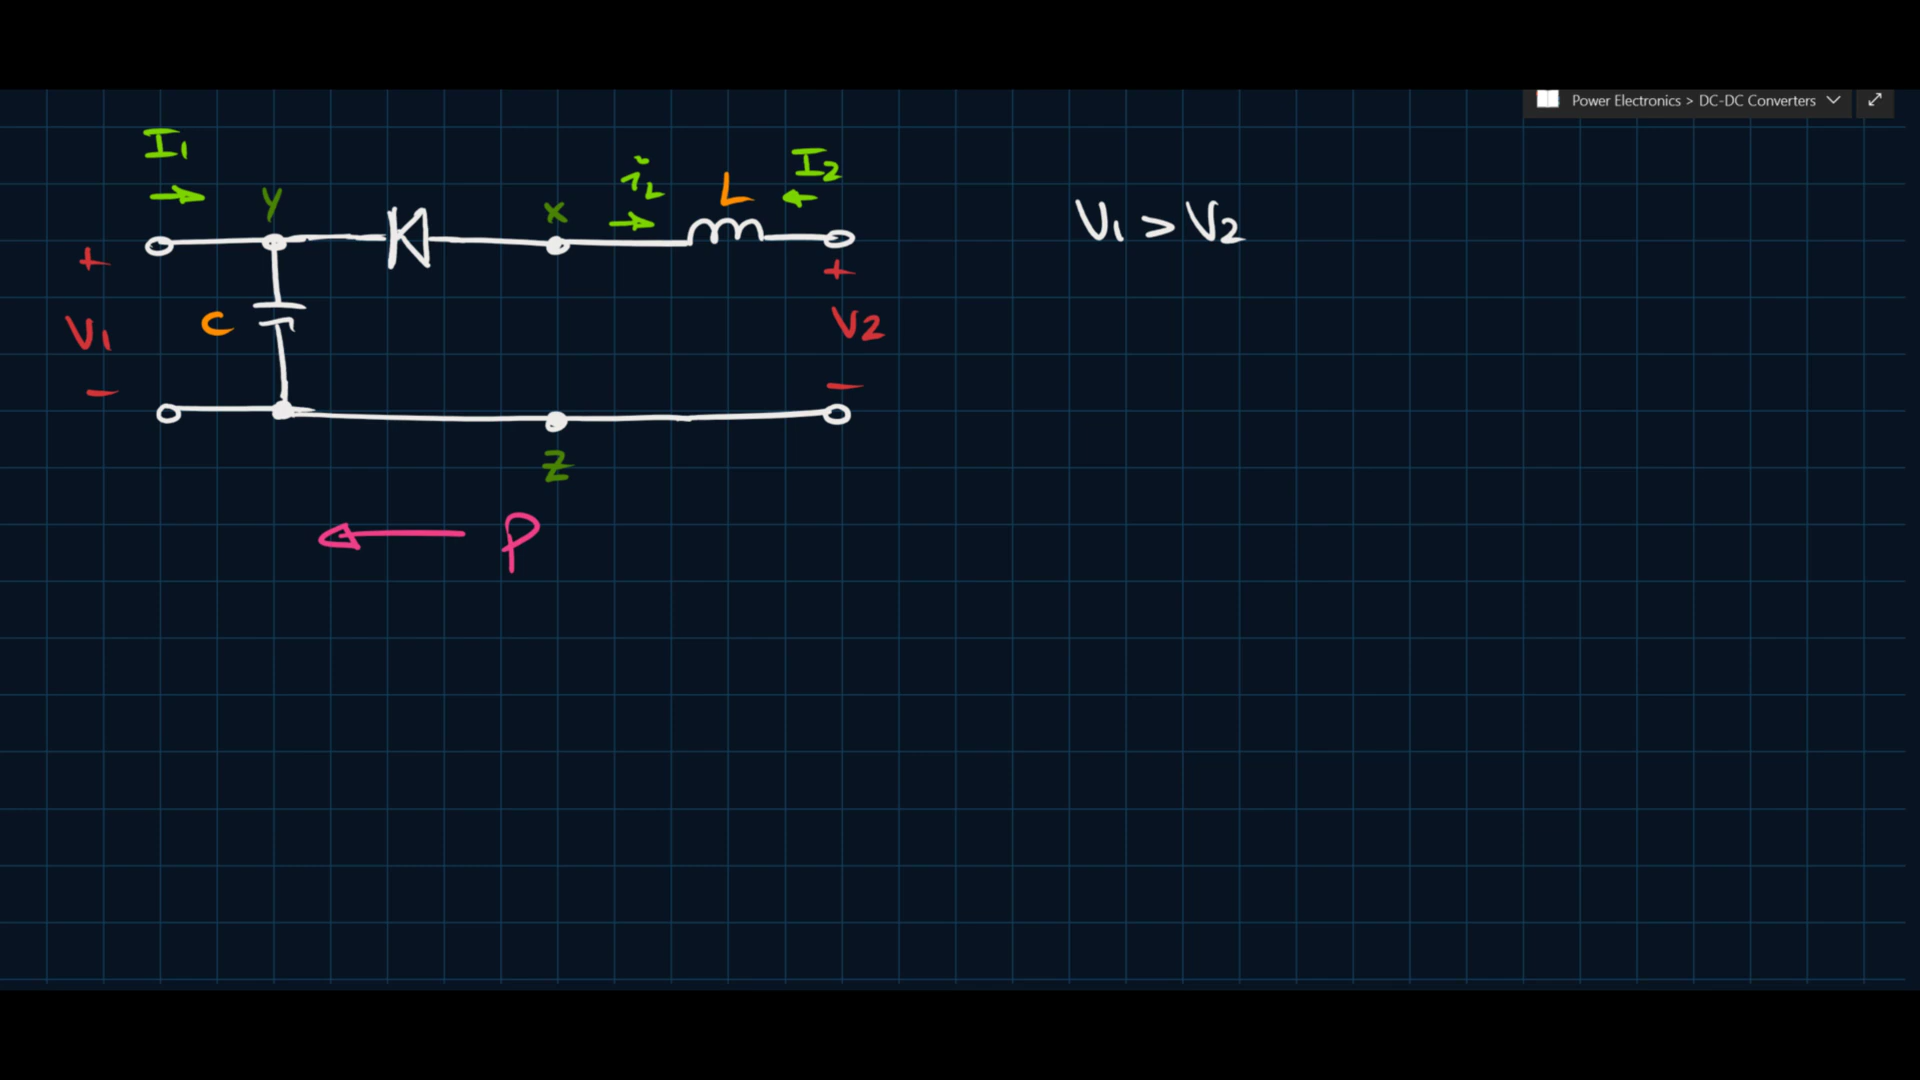 Power Electronics > DC-DC Converters
I1
iL
L
I2
y
x
V1 > V2
+
+
V1
C
V2
-
-
z
P